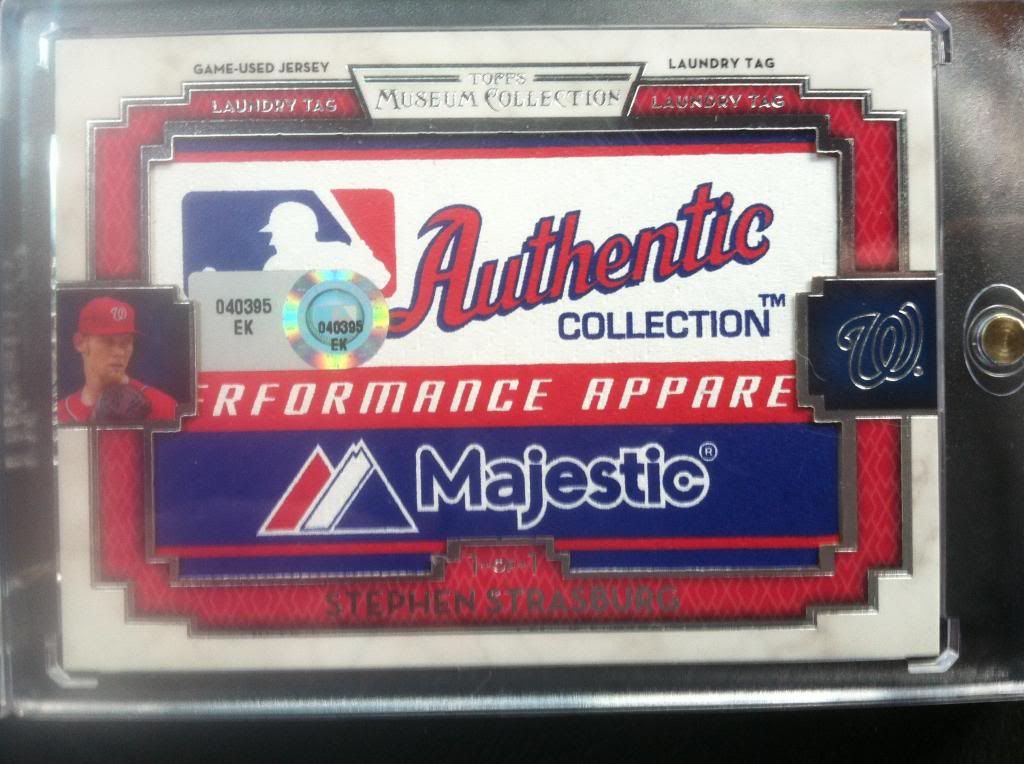 GAME-USED JERSEY
LAUNDRY TAG
LAUNDRY TAG
TOPPS
MUSEUM COLLECTION
LAUNDRY TAG
Authentic
COLLECTION™
040395
EK
040395
EK
W
W.
RFORMANCE APPARE
Majestic®
1 OF 1
STEPHEN STRASBURG